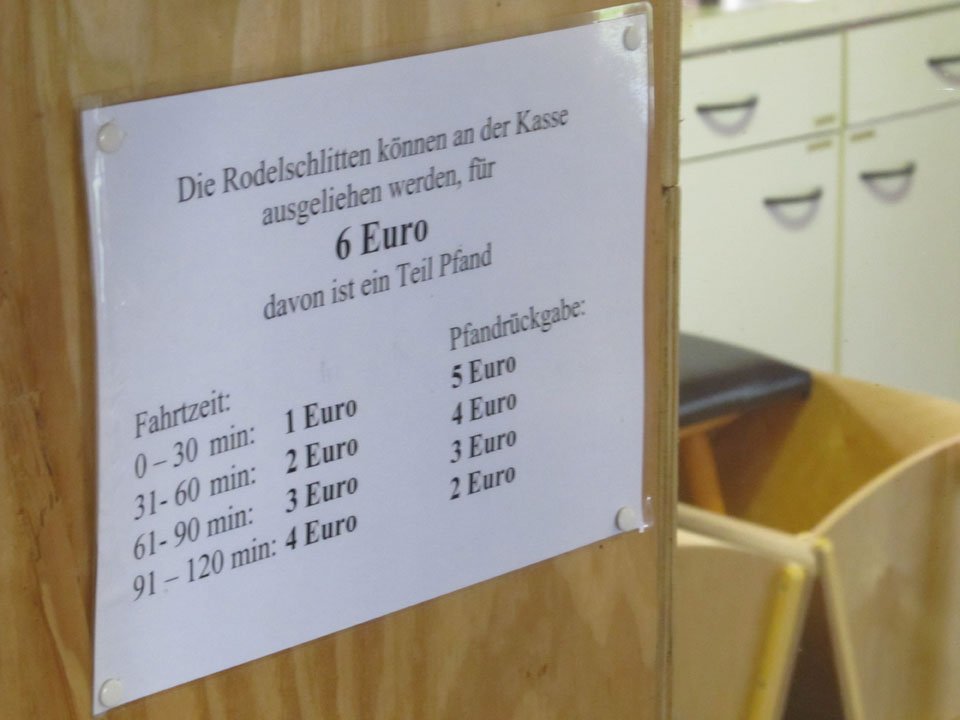 Die Rodelschlitten können an der Kasse
ausgeliehen werden, für
6 Euro
davon ist ein Teil Pfand
Fahrtzeit: Pfandrückgabe:
0 – 30 min: 1 Euro 5 Euro
31- 60 min: 2 Euro 4 Euro
61- 90 min: 3 Euro 3 Euro
91 – 120 min: 4 Euro 2 Euro